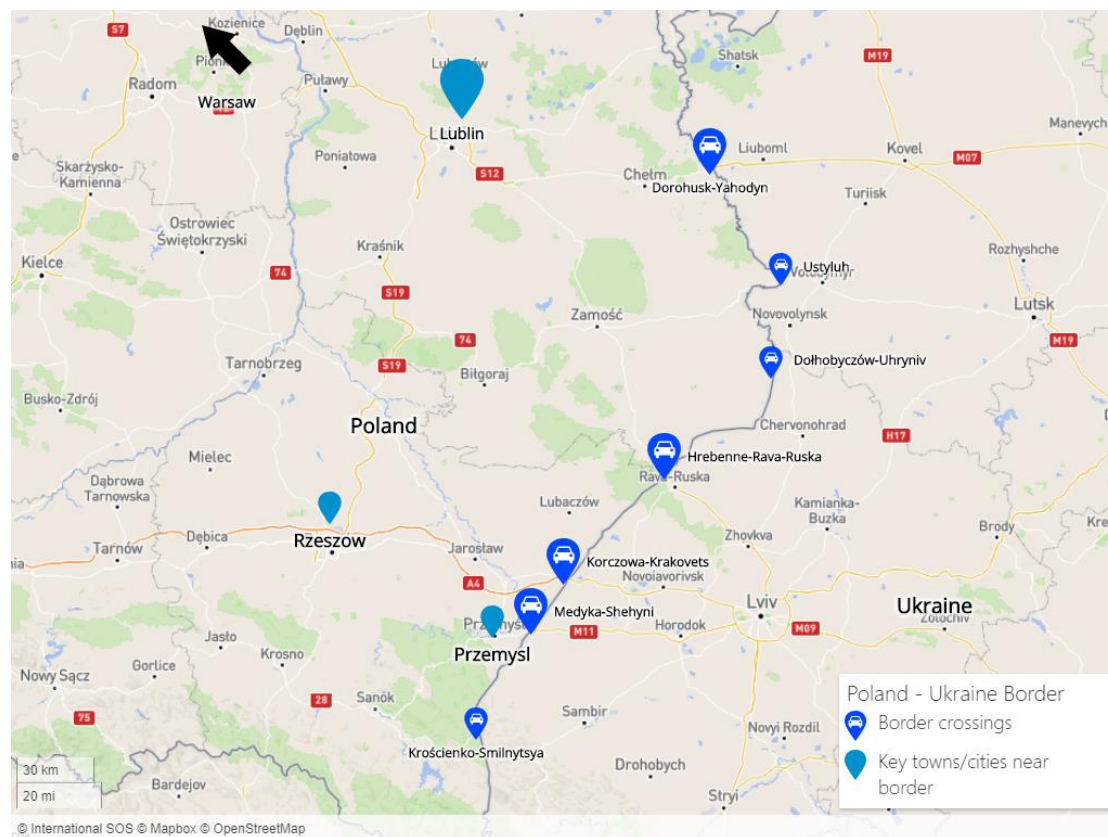 Kozienice
Dęblin
S7
Shatsk
M19
Radom
Warsaw
Puławy
Manevych
Lublin
Skarżysko-
Kamienna
Poniatowa
S12
Chełm
Liuboml
Kovel
M07
Dorohusk-Yahodyn
Turiisk
Ostrowiec
Świętokrzyski
Kraśnik
Kielce
74
Ustyluh
Rozhyshche
S19
Lutsk
Zamość
Novovolynsk
74
M19
Tarnobrzeg
S19
Biłgoraj
Dołhobyczów-Uhryniv
Busko-Zdrój
Poland
Chervonohrad
H17
Mielec
Hrebenne-Rava-Ruska
Rava-Ruska
Dąbrowa
Tarnowska
Lubaczów
Kamianka-
Buzka
Brody
Kre
Rzeszow
Dębica
Tarnów
Jarosław
Zhovkva
nia
Korczowa-Krakovets
A4
Novoiavorivsk
Lviv
Ukraine
Medyka-Shehyni
Zolochiv
M11
Horodok
M09
Jasło
Przemysl
Krosno
Gorlice
Nowy Sącz
28
Sanok
Sambir
75
Krościenko-Smilnytsya
Novyi Rozdil
Drohobych
Bardejov
Stryi
30 km
20 mi
Poland - Ukraine Border
Border crossings
Key towns/cities near
border
© International SOS © Mapbox © OpenStreetMap